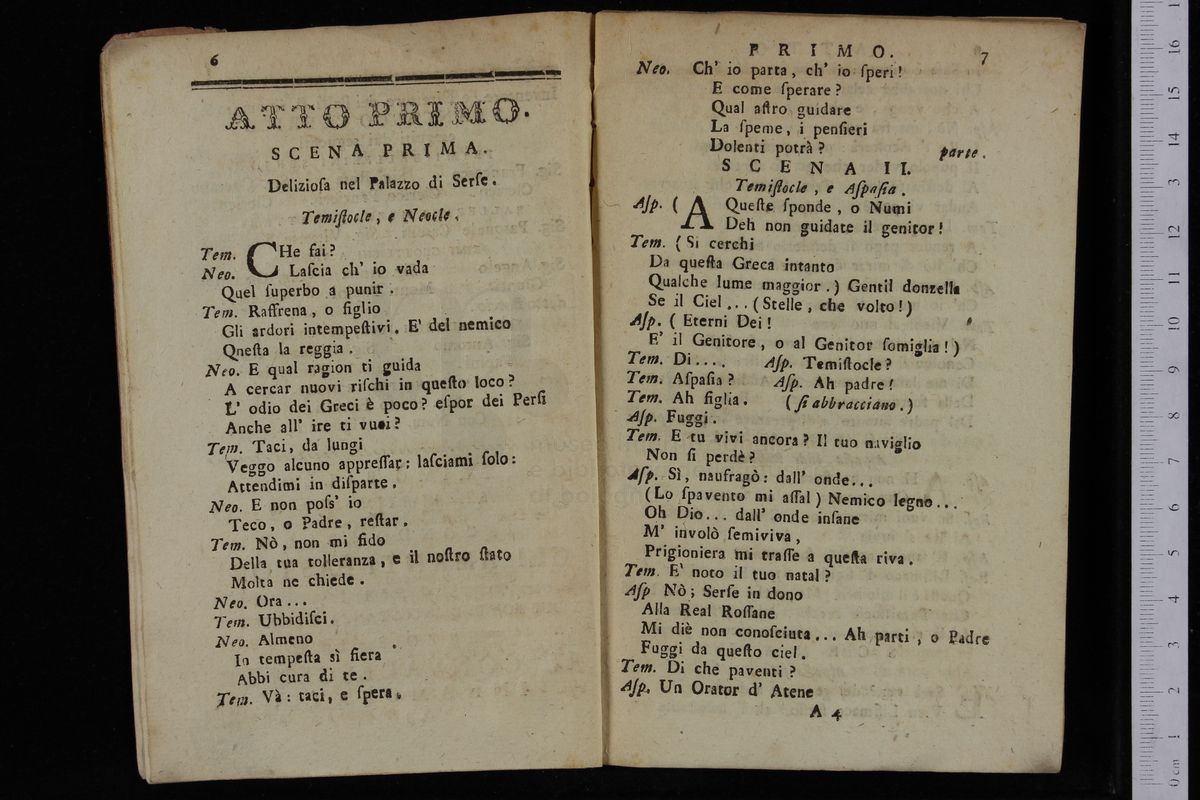 6
ATTO PRIMO.
SCENA PRIMA.
Delizioſa nel Palazzo di Serſe.
Temiſtocle, e Neocle.
Tem. CHe fai?
Neo. Laſcia ch' io vada
Quel ſuperbo a punir.
Tem. Raffrena, o figlio
Gli ardori intempeſtivi. E' del nemico
Qneſta la reggia.
Neo. E qual ragion ti guida
A cercar nuovi riſchi in queſto loco?
L' odio dei Greci è poco? eſpor dei Perſi
Anche all' ire ti vuoi?
Tem. Taci, da lungi
Veggo alcuno appreſſar: laſciami ſolo:
Attendimi in diſparte.
Neo. E non poſs' io
Teco, o Padre, reſtar.
Tem. Nò, non mi fido
Della tua tolleranza, e il noſtro ſtato
Molta ne chiede.
Neo. Ora...
Tem. Ubbidiſci.
Neo. Almeno
In tempeſta sì fiera
Abbi cura di te.
Tem. Và: taci, e ſpera.
PRIMO. 7
Neo. Ch' io parta, ch' io ſperi!
E come ſperare?
Qual aſtro guidare
La ſpeme, i penſieri
Dolenti potrà? parte.
SCENA II.
Temiſtocle, e Aſpaſia.
Aſp. ( A Queſte ſponde, o Numi
Deh non guidate il genitor!
Tem. (Si cerchi
Da queſta Greca intanto
Qualche lume maggior.) Gentil donzella
Se il Ciel... (Stelle, che volto!)
Aſp. (Eterni Dei!
E' il Genitore, o al Genitor ſomiglia!)
Tem. Di.... Aſp. Temiſtocle?
Tem. Aſpaſia? Aſp. Ah padre!
Tem. Ah figlia. (ſi abbracciano.)
Aſp. Fuggi.
Tem. E tu vivi ancora? Il tuo naviglio
Non ſi perdè?
Aſp. Sì, naufragò: dall' onde...
(Lo ſpavento mi aſſal) Nemico legno...
Oh Dio... dall' onde inſane
M' involò ſemiviva,
Prigioniera mi traſſe a queſta riva.
Tem. E' noto il tuo natal?
Aſp Nò; Serſe in dono
Alla Real Roſſane
Mi diè non conoſciuta... Ah parti, o Padre
Fuggi da queſto ciel.
Tem. Di che paventi?
Aſp. Un Orator d' Atene
A 4